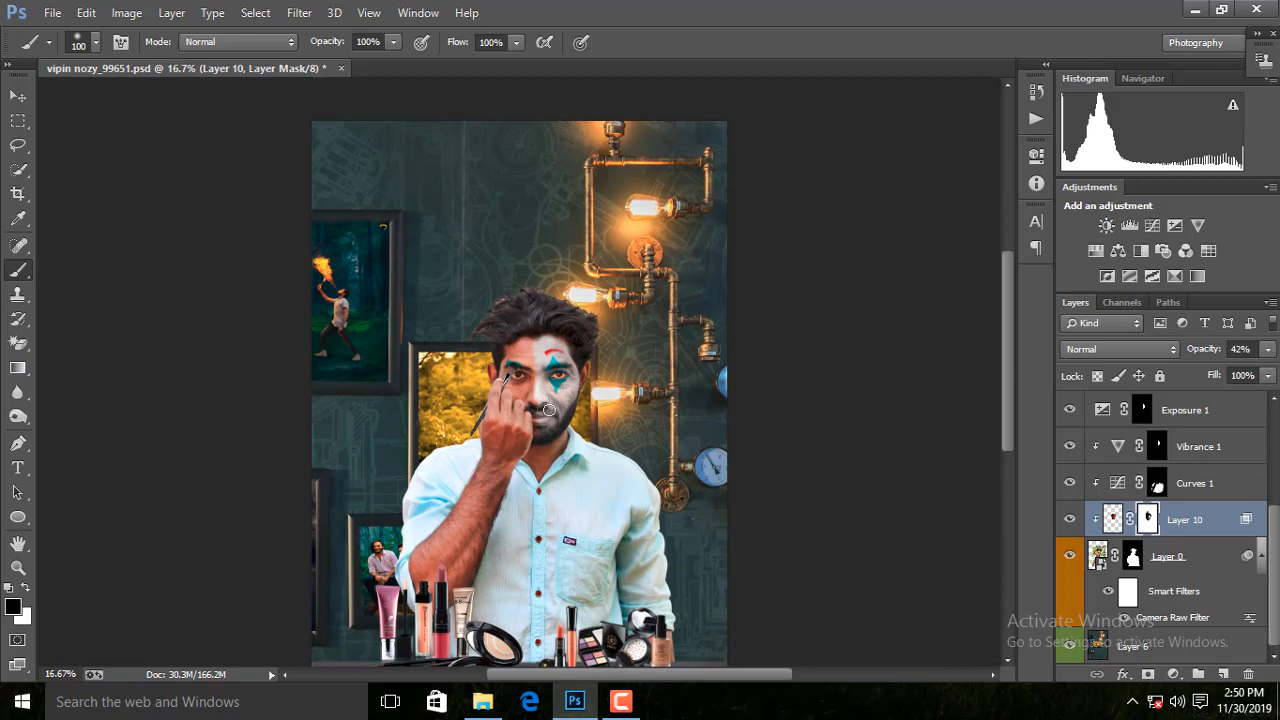 Ps File Edit Image Layer Type Select Filter 3D View Window Help
100 Mode: Normal Opacity: 100% Flow: 100% Photography
vipin nozy_99651.psd @ 16.7% (Layer 10, Layer Mask/8) * ×
Histogram Navigator
Adjustments
Add an adjustment
Layers Channels Paths
Kind
Normal Opacity: 42%
Lock: Fill: 100%
Exposure 1
Vibrance 1
Curves 1
Layer 10
Layer 0
Smart Filters
Camera Raw Filter
Layer 6
Activate Windows
Go to Settings to activate Windows.
16.67% Doc: 30.3M/166.2M
Search the web and Windows
Ps
2:50 PM
11/30/2019